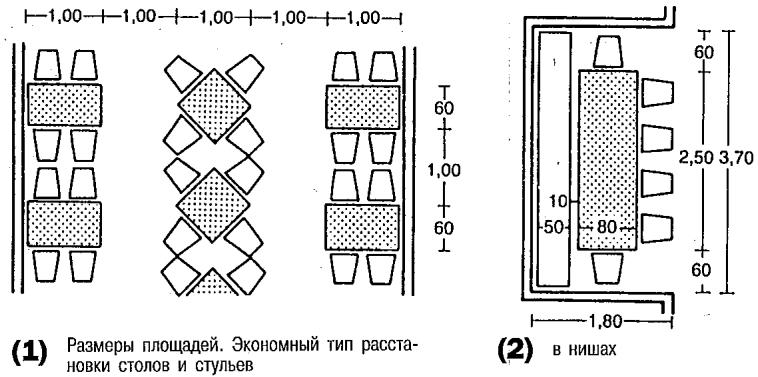 1,00 1,00 1,00 1,00 1,00
60
1,00
60
(1) Размеры площадей. Экономный тип расста-
новки столов и стульев
60
2,50 3,70
10
50 80
60
1,80
(2) в нишах